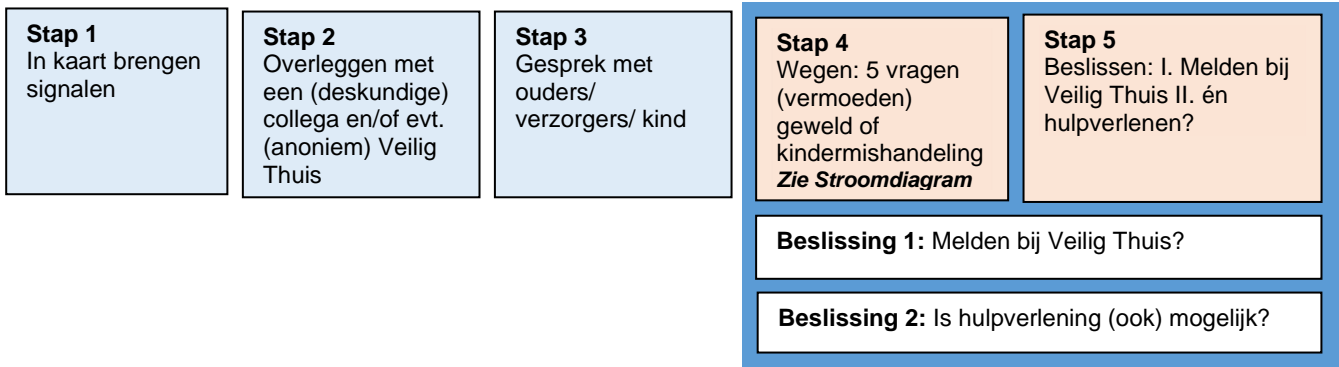 Stap 1
In kaart brengen
signalen
Stap 2
Overleggen met
een (deskundige)
collega en/of evt.
(anoniem) Veilig
Thuis
Stap 3
Gesprek met
ouders/
verzorgers/ kind
Stap 4
Wegen: 5 vragen
(vermoeden)
geweld of
kindermishandeling
Zie Stroomdiagram
Stap 5
Beslissen: I. Melden bij
Veilig Thuis II. én
hulpverlenen?
Beslissing 1: Melden bij Veilig Thuis?
Beslissing 2: Is hulpverlening (ook) mogelijk?